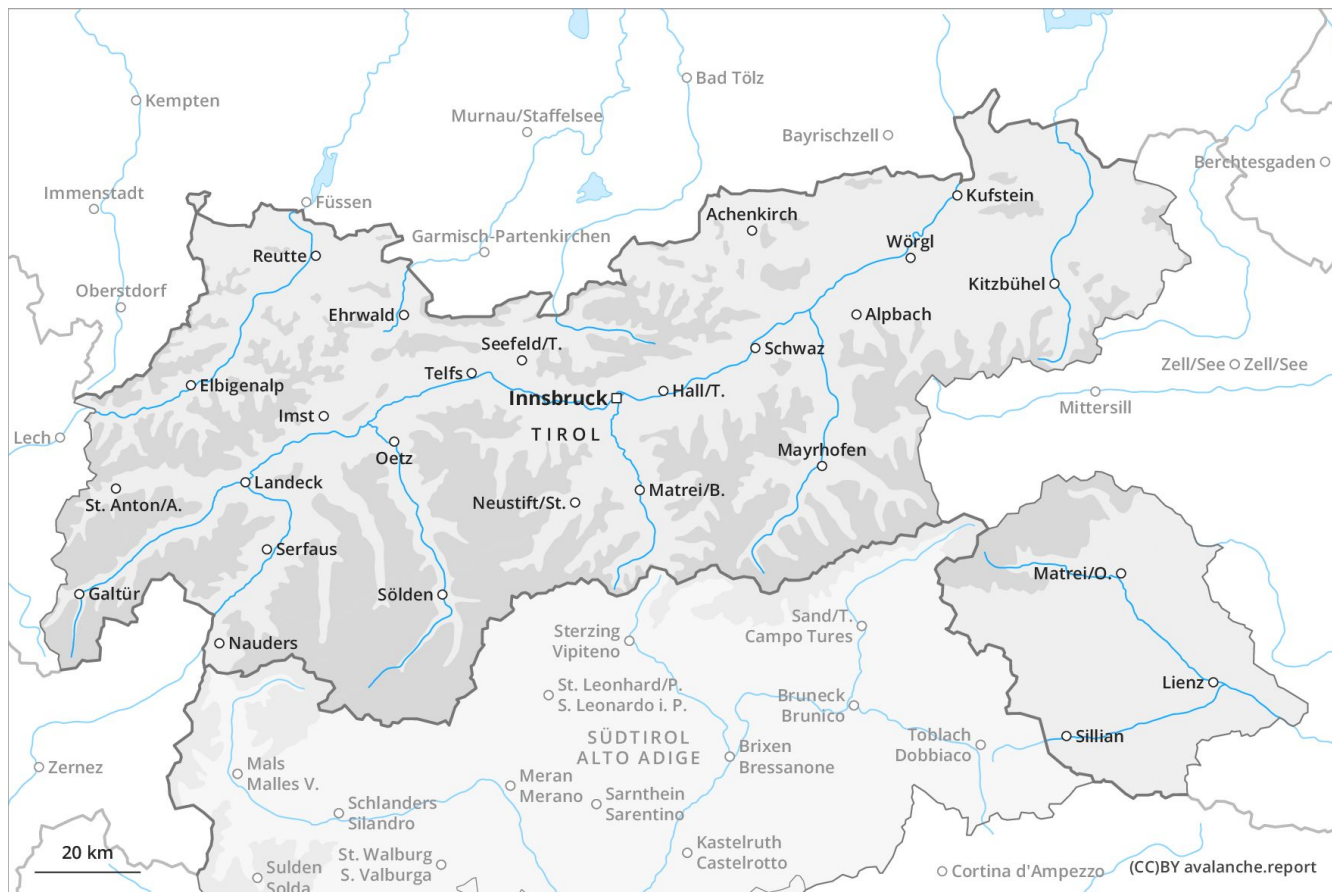 Bad Tölz
Kempten
Murnau/Staffelsee
Bayrischzell
Berchtesgaden
Immenstadt
Füssen
Kufstein
Achenkirch
Garmisch-Partenkirchen
Wörgl
Reutte
Oberstdorf
Kitzbühel
Ehrwald
Alpbach
Seefeld/T.
Schwaz
Telfs
Zell/See
Zell/See
Elbigenalp
Innsbruck
Hall/T.
Mittersill
Imst
TIROL
Lech
Oetz
Mayrhofen
Landeck
Matrei/B.
St. Anton/A.
Neustift/St.
Serfaus
Matrei/O.
Galtür
Sölden
Sand/T.
Campo Tures
Sterzing
Vipiteno
Nauders
Lienz
St. Leonhard/P.
S. Leonardo i. P.
Bruneck
Brunico
SÜDTIROL
ALTO ADIGE
Toblach
Dobbiaco
Sillian
Brixen
Bressanone
Zernez
Mals
Malles V.
Meran
Merano
Sarnthein
Sarentino
Schlanders
Silandro
Kastelruth
Castelrotto
20 km
St. Walburg
S. Valburga
Sulden
Solda
Cortina d'Ampezzo
(CC)BY avalanche.report